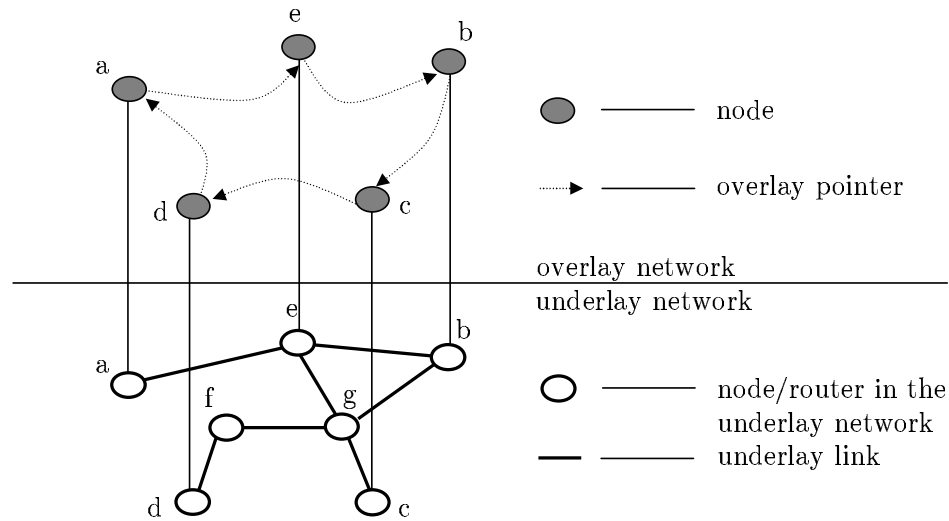 e
b
a
node
overlay pointer
d
c
overlay network
underlay network
e
b
a
f
g
node/router in the
underlay network
underlay link
d
c